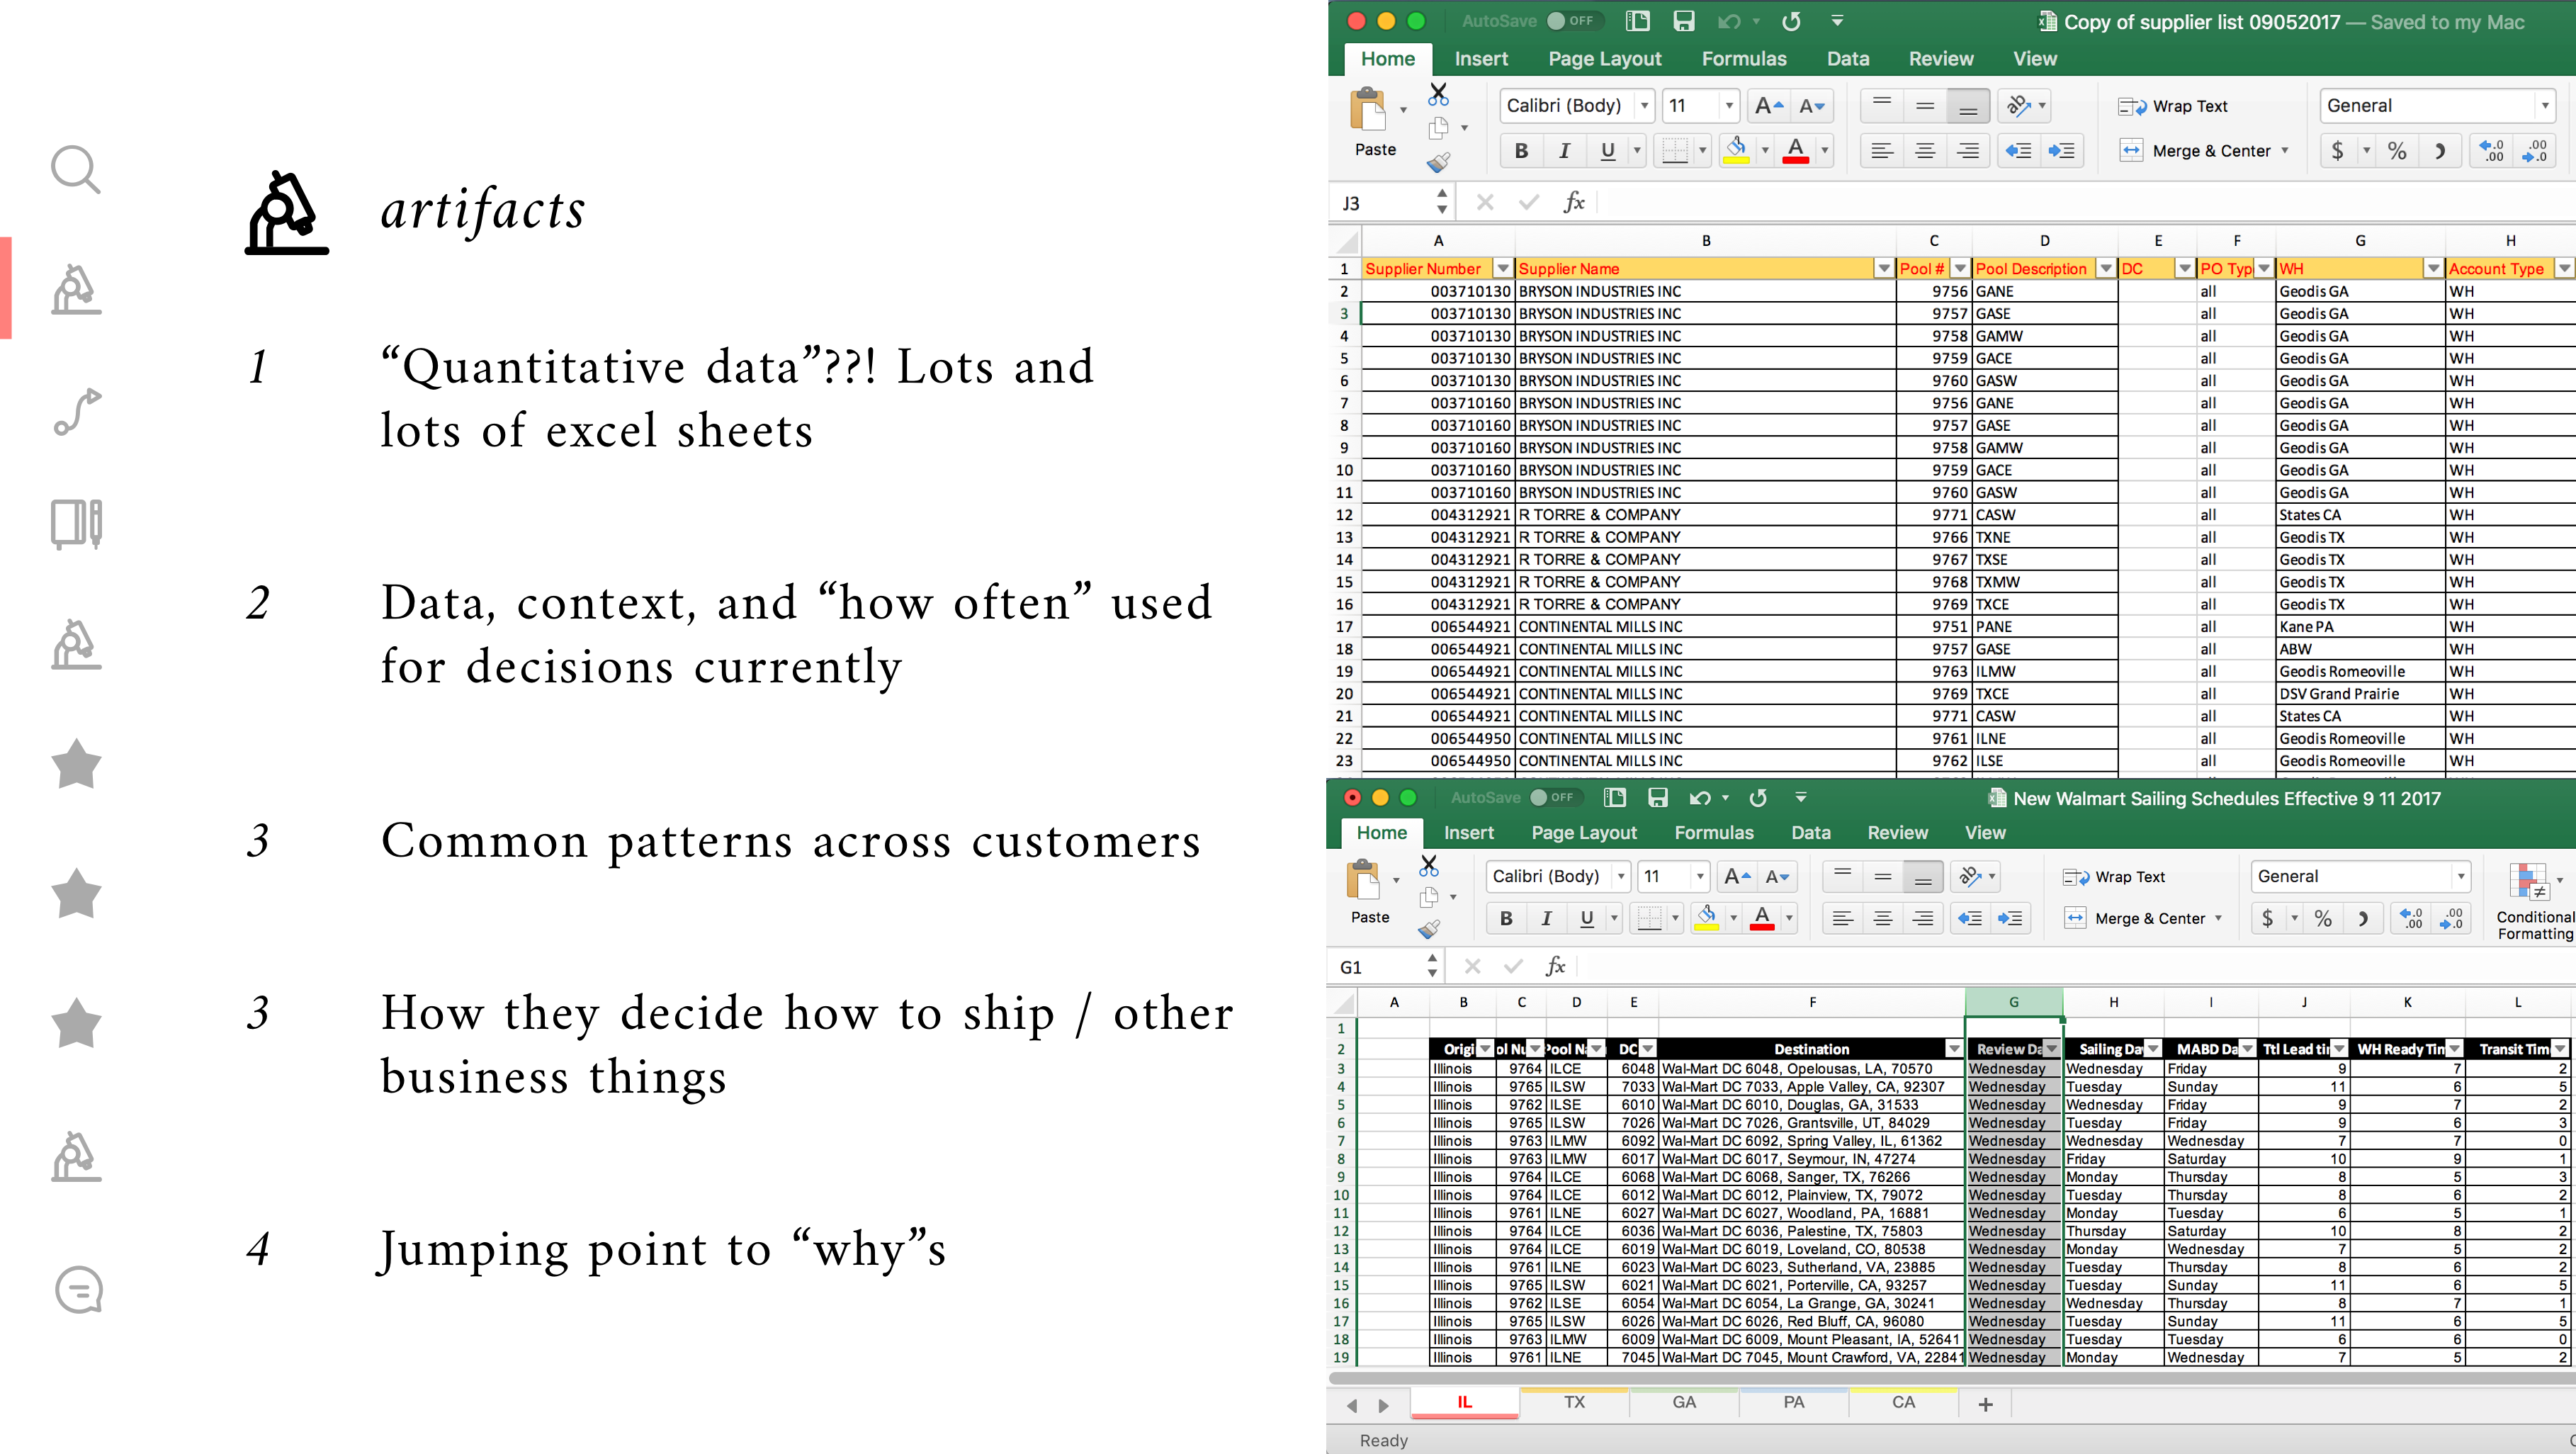 artifacts
1 “Quantitative data”??! Lots and
lots of excel sheets
2 Data, context, and “how often” used
for decisions currently
3 Common patterns across customers
3 How they decide how to ship / other
business things
4 Jumping point to “why”s
AutoSave OFF Copy of supplier list 09052017 — Saved to my Mac
Home Insert Page Layout Formulas Data Review View
Calibri (Body) 11 Wrap Text General
Paste B I U A Merge & Center $ %
J3 fx
A B C D E F G H
1 Supplier Number Supplier Name Pool # Pool Description DC PO Typ WH Account Type
2 003710130 BRYSON INDUSTRIES INC 9756 GANE all Geodis GA WH
3 003710130 BRYSON INDUSTRIES INC 9757 GASE all Geodis GA WH
4 003710130 BRYSON INDUSTRIES INC 9758 GAMW all Geodis GA WH
5 003710130 BRYSON INDUSTRIES INC 9759 GACE all Geodis GA WH
6 003710130 BRYSON INDUSTRIES INC 9760 GASW all Geodis GA WH
7 003710160 BRYSON INDUSTRIES INC 9756 GANE all Geodis GA WH
8 003710160 BRYSON INDUSTRIES INC 9757 GASE all Geodis GA WH
9 003710160 BRYSON INDUSTRIES INC 9758 GAMW all Geodis GA WH
10 003710160 BRYSON INDUSTRIES INC 9759 GACE all Geodis GA WH
11 003710160 BRYSON INDUSTRIES INC 9760 GASW all Geodis GA WH
12 004312921 R TORRE & COMPANY 9771 CASW all States CA WH
13 004312921 R TORRE & COMPANY 9766 TXNE all Geodis TX WH
14 004312921 R TORRE & COMPANY 9767 TXSE all Geodis TX WH
15 004312921 R TORRE & COMPANY 9768 TXMW all Geodis TX WH
16 004312921 R TORRE & COMPANY 9769 TXCE all Geodis TX WH
17 006544921 CONTINENTAL MILLS INC 9751 PANE all Kane PA WH
18 006544921 CONTINENTAL MILLS INC 9757 GASE all ABW WH
19 006544921 CONTINENTAL MILLS INC 9763 ILMW all Geodis Romeoville WH
20 006544921 CONTINENTAL MILLS INC 9769 TXCE all DSV Grand Prairie WH
21 006544921 CONTINENTAL MILLS INC 9771 CASW all States CA WH
22 006544950 CONTINENTAL MILLS INC 9761 ILNE all Geodis Romeoville WH
23 006544950 CONTINENTAL MILLS INC 9762 ILSE all Geodis Romeoville WH
AutoSave OFF New Walmart Sailing Schedules Effective 9 11 2017
Home Insert Page Layout Formulas Data Review View
Calibri (Body) 11 Wrap Text General
Paste B I U A Merge & Center $ % Conditional
Formatting
G1 fx
A B C D E F G H I J K L
1
2 Origi ol Nu Pool Na DC Destination Review Da Sailing Da MABD Da Ttl Lead tin WH Ready Tim Transit Tim
3 Illinois 9764 ILCE 6048 Wal-Mart DC 6048, Opelousas, LA, 70570 Wednesday Wednesday Friday 9 7 2
4 Illinois 9765 ILSW 7033 Wal-Mart DC 7033, Apple Valley, CA, 92307 Wednesday Tuesday Sunday 11 6 5
5 Illinois 9762 ILSE 6010 Wal-Mart DC 6010, Douglas, GA, 31533 Wednesday Wednesday Friday 9 7 2
6 Illinois 9765 ILSW 7026 Wal-Mart DC 7026, Grantsville, UT, 84029 Wednesday Tuesday Friday 9 6 3
7 Illinois 9763 ILMW 6092 Wal-Mart DC 6092, Spring Valley, IL, 61362 Wednesday Wednesday Wednesday 7 7 0
8 Illinois 9763 ILMW 6017 Wal-Mart DC 6017, Seymour, IN, 47274 Wednesday Friday Saturday 10 9 1
9 Illinois 9764 ILCE 6068 Wal-Mart DC 6068, Sanger, TX, 76266 Wednesday Monday Thursday 8 5 3
10 Illinois 9764 ILCE 6012 Wal-Mart DC 6012, Plainview, TX, 79072 Wednesday Tuesday Thursday 8 6 2
11 Illinois 9761 ILNE 6027 Wal-Mart DC 6027, Woodland, PA, 16881 Wednesday Monday Tuesday 6 5 1
12 Illinois 9764 ILCE 6036 Wal-Mart DC 6036, Palestine, TX, 75803 Wednesday Thursday Saturday 10 8 2
13 Illinois 9764 ILCE 6019 Wal-Mart DC 6019, Loveland, CO, 80538 Wednesday Monday Wednesday 7 5 2
14 Illinois 9761 ILNE 6023 Wal-Mart DC 6023, Sutherland, VA, 23885 Wednesday Tuesday Thursday 8 6 2
15 Illinois 9765 ILSW 6021 Wal-Mart DC 6021, Porterville, CA, 93257 Wednesday Tuesday Sunday 11 6 5
16 Illinois 9762 ILSE 6054 Wal-Mart DC 6054, La Grange, GA, 30241 Wednesday Wednesday Thursday 8 7 1
17 Illinois 9765 ILSW 6026 Wal-Mart DC 6026, Red Bluff, CA, 96080 Wednesday Tuesday Sunday 11 6 5
18 Illinois 9763 ILMW 6009 Wal-Mart DC 6009, Mount Pleasant, IA, 52641 Wednesday Tuesday Tuesday 6 6 0
19 Illinois 9761 ILNE 7045 Wal-Mart DC 7045, Mount Crawford, VA, 22841 Wednesday Monday Wednesday 7 5 2
IL TX GA PA CA +
Ready